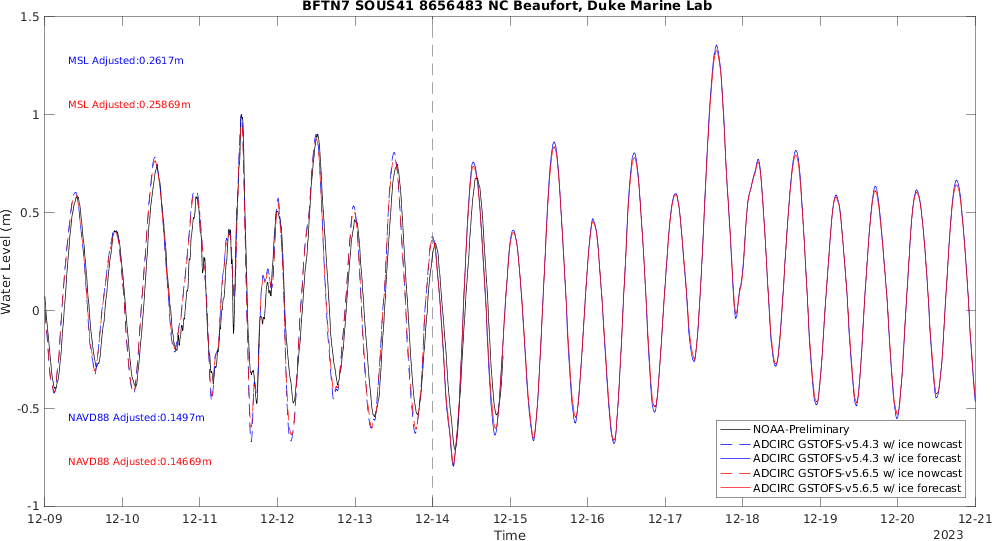 BFTN7 SOUS41 8656483 NC Beaufort, Duke Marine Lab
1.5
1
0.5
0
-0.5
-1
Water Level (m)
MSL Adjusted:0.2617m
MSL Adjusted:0.25869m
NAVD88 Adjusted:0.1497m
NAVD88 Adjusted:0.14669m
NOAA-Preliminary
ADCIRC GSTOFS-v5.4.3 w/ ice nowcast
ADCIRC GSTOFS-v5.4.3 w/ ice forecast
ADCIRC GSTOFS-v5.6.5 w/ ice nowcast
ADCIRC GSTOFS-v5.6.5 w/ ice forecast
12-09 12-10 12-11 12-12 12-13 12-14 12-15 12-16 12-17 12-18 12-19 12-20 12-21
Time
2023